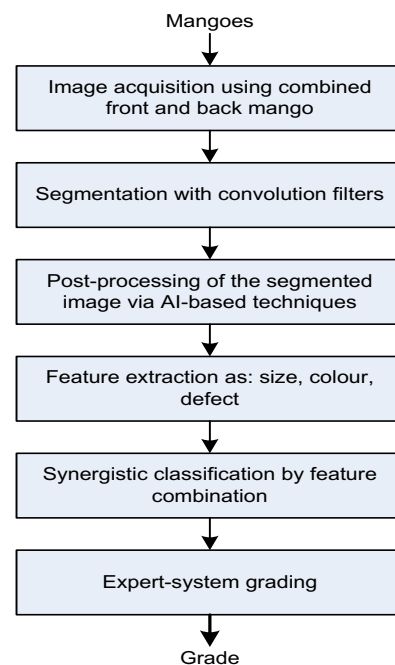 Mangoes
Image acquisition using combined
front and back mango
Segmentation with convolution filters
Post-processing of the segmented
image via AI-based techniques
Feature extraction as: size, colour,
defect
Synergistic classification by feature
combination
Expert-system grading
Grade